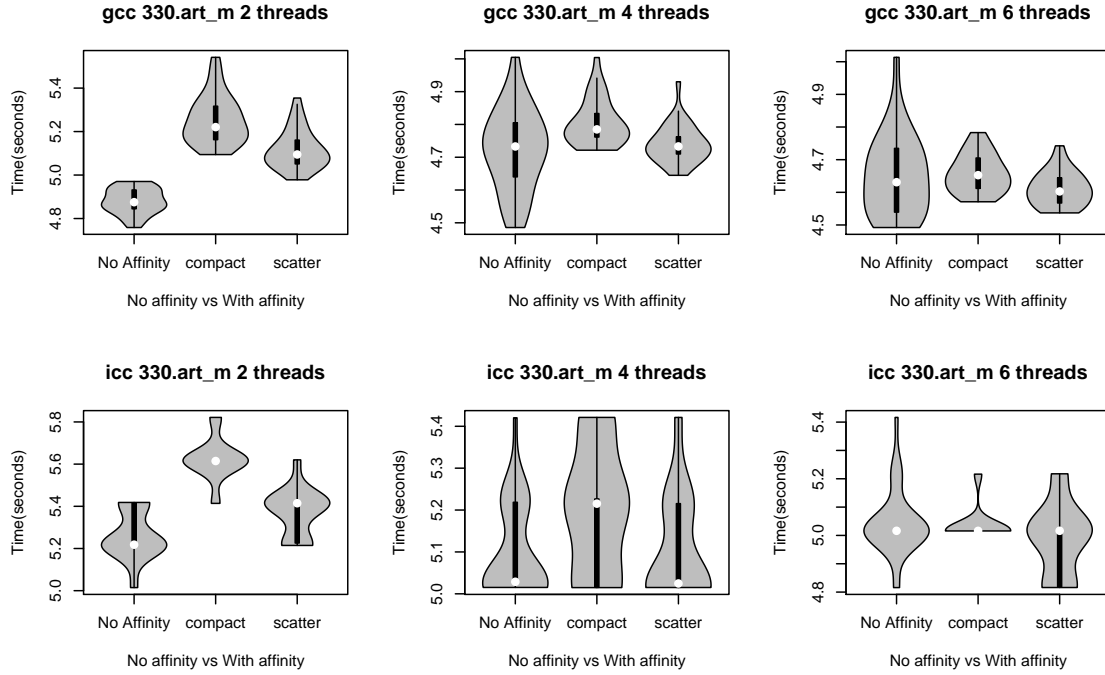 gcc 330.art_m 2 threads
Time(seconds)
5.4
5.2
5.0
4.8
No Affinity compact scatter
No affinity vs With affinity
gcc 330.art_m 4 threads
4.9
4.7
4.5
No Affinity compact scatter
No affinity vs With affinity
Time(seconds)
gcc 330.art_m 6 threads
Time(seconds)
4.9
4.7
4.5
No Affinity compact scatter
No affinity vs With affinity
icc 330.art_m 2 threads
Time(seconds)
5.8
5.6
5.4
5.2
5.0
No Affinity compact scatter
No affinity vs With affinity
icc 330.art_m 4 threads
Time(seconds)
5.4
5.3
5.2
5.1
5.0
No Affinity compact scatter
No affinity vs With affinity
icc 330.art_m 6 threads
Time(seconds)
5.4
5.2
5.0
4.8
No Affinity compact scatter
No affinity vs With affinity